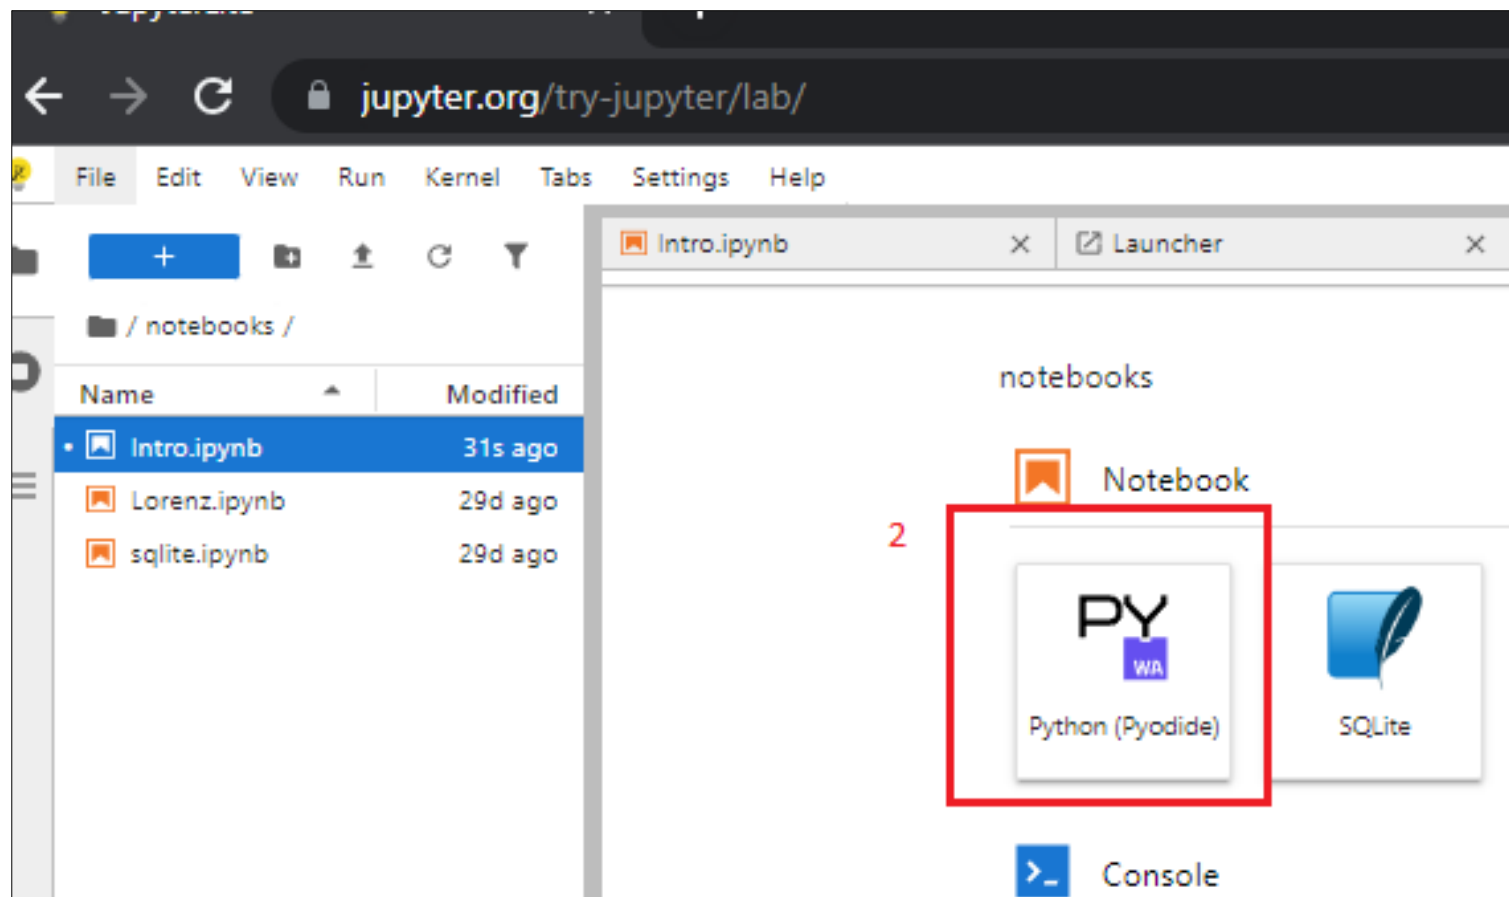 jupyter.org/try-jupyter/lab/
File Edit View Run Kernel Tabs Settings Help
+
Intro.ipynb
Launcher
/ notebooks /
Name Modified
Intro.ipynb 31s ago
Lorenz.ipynb 29d ago
sqlite.ipynb 29d ago
notebooks
Notebook
2
PY
WA
Python (Pyodide)
SQLite
Console